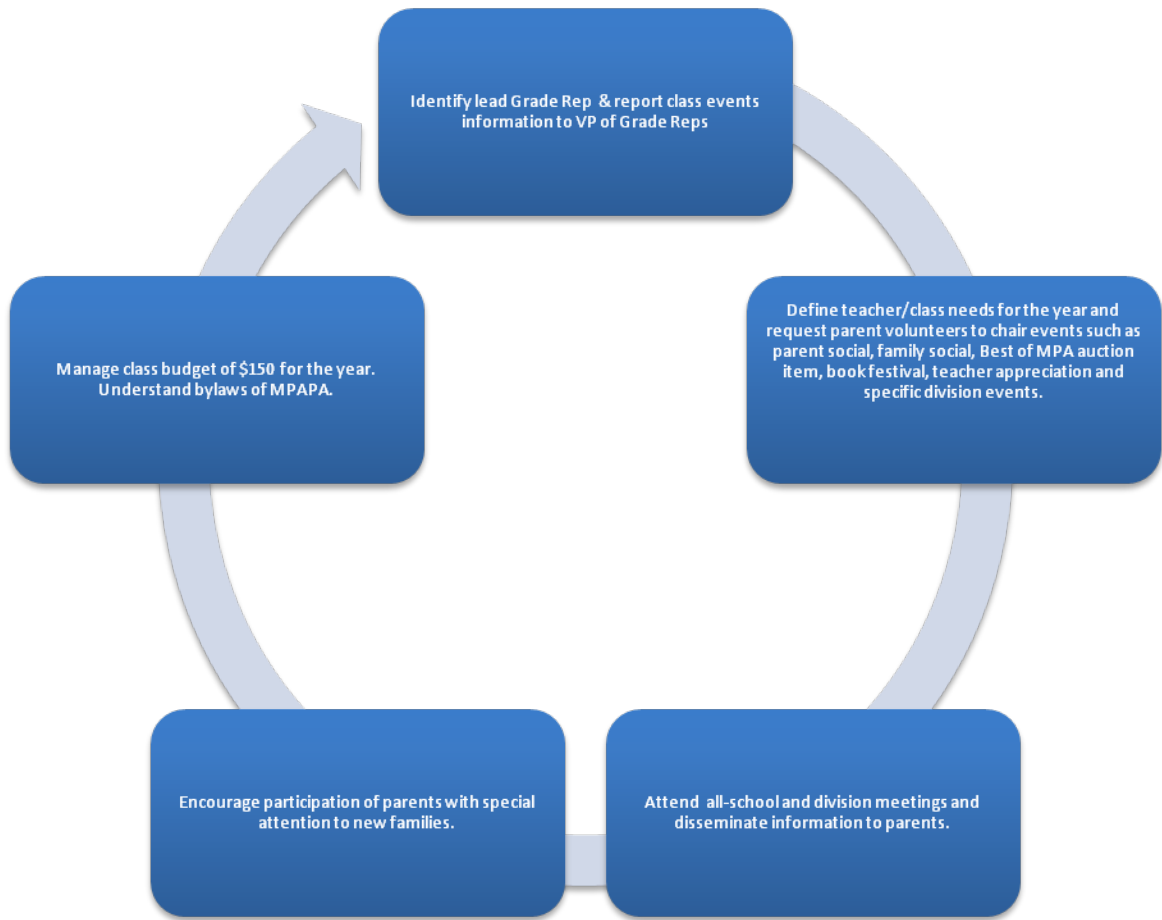 Identify lead Grade Rep & report class events
information to VP of Grade Reps
Define teacher/class needs for the year and
request parent volunteers to chair events such as
parent social, family social, Best of MPA auction
item, book festival, teacher appreciation and
specific division events.
Attend all-school and division meetings and
disseminate information to parents.
Encourage participation of parents with special
attention to new families.
Manage class budget of $150 for the year.
Understand bylaws of MPAPA.